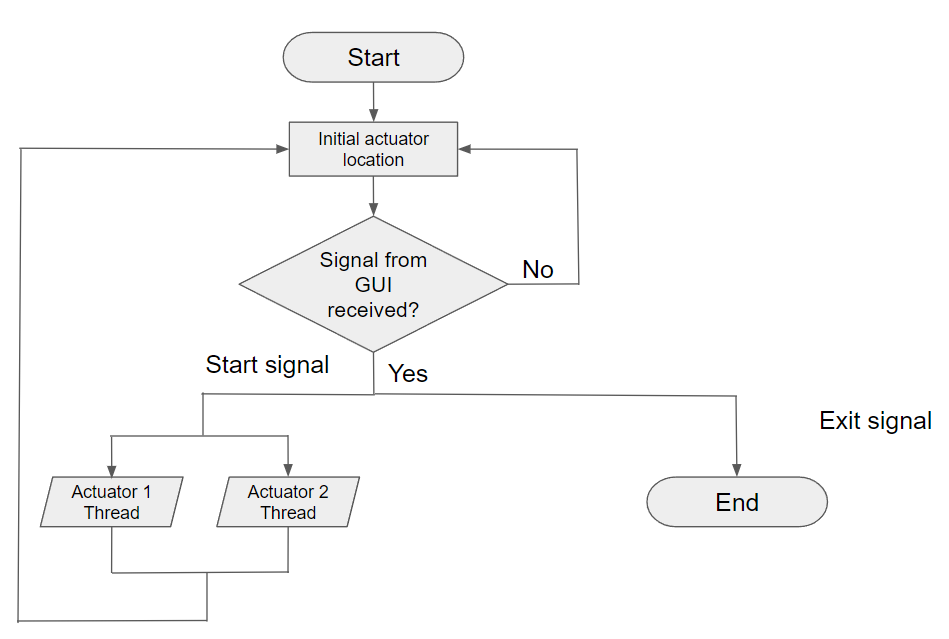 Start
Initial actuator
location
Signal from
GUI
received?
No
Start signal
Yes
Exit signal
Actuator 1
Thread
Actuator 2
Thread
End